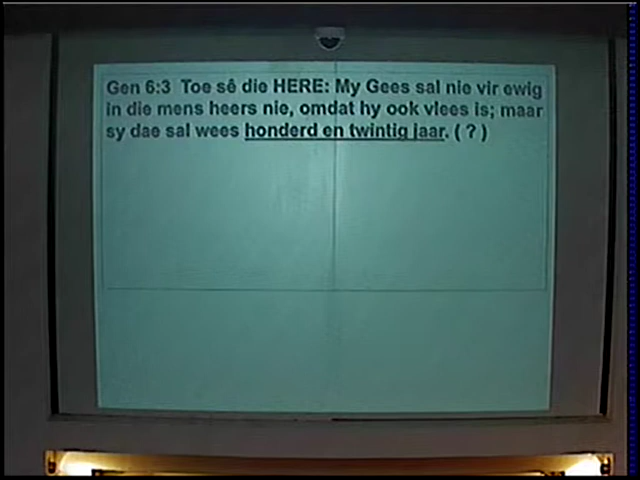 Gen 6:3 Toe sê die HERE: My Gees sal nie vir ewig
in die mens heers nie, omdat hy ook vlees is; maar
sy dae sal wees honderd en twintig jaar. ( ? )